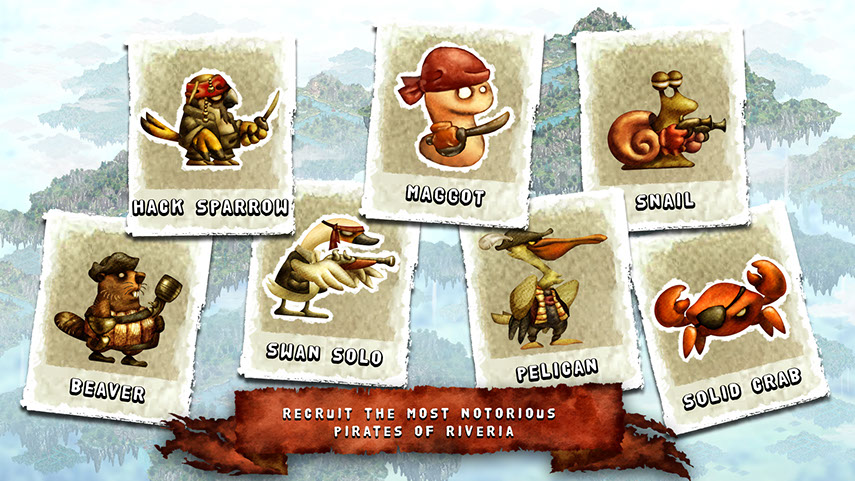 HACK SPARROW
MAGGOT
SNAIL
BEAVER
SWAN SOLO
PELICAN
SOLID CRAB
RECRUIT THE MOST NOTORIOUS
PIRATES OF RIVERIA